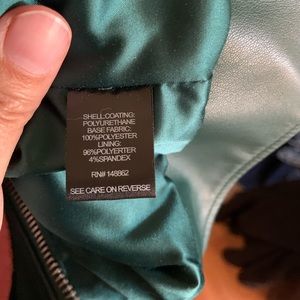 SHELL:COATING:
POLYURETHANE
BASE FABRIC:
100%POLYESTER
LINING:
96%POLYERTER
4%SPANDEX
RN# 148862
SEE CARE ON REVERSE